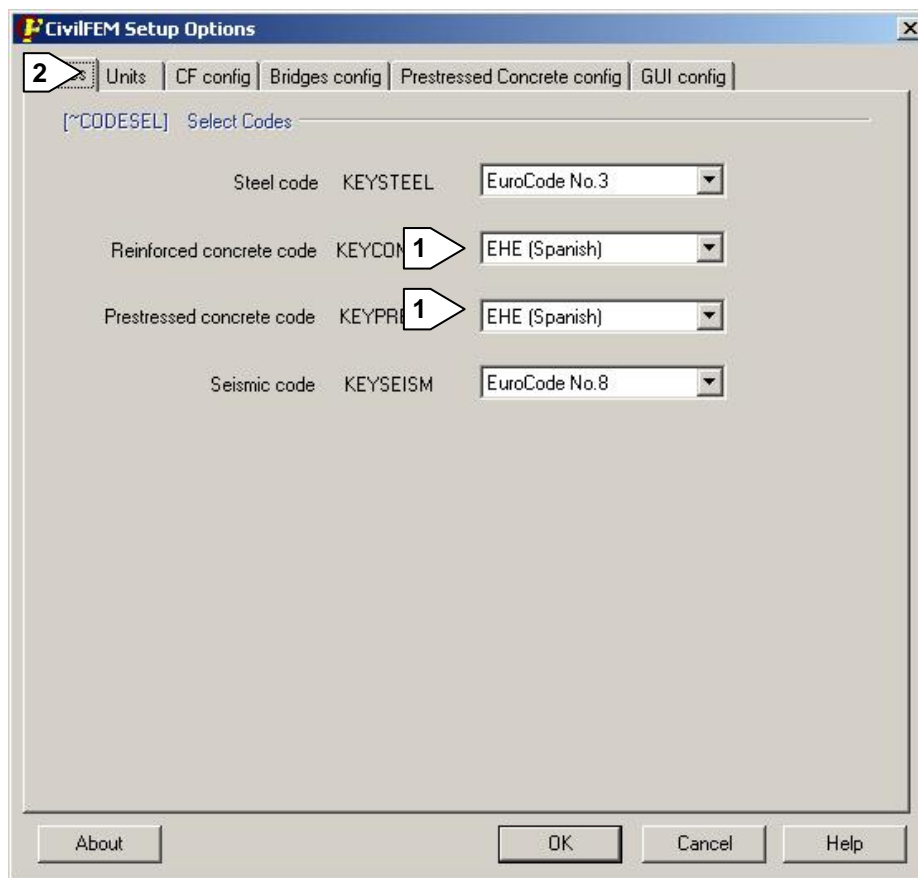 CivilFEM Setup Options
2 Units CF config Bridges config Prestressed Concrete config GUI config
[~CODESEL] Select Codes
Steel code KEYSTEEL EuroCode No.3
Reinforced concrete code 1 EHE (Spanish)
Prestressed concrete code 1 EHE (Spanish)
Seismic code KEYSEISM EuroCode No.8
About OK Cancel Help